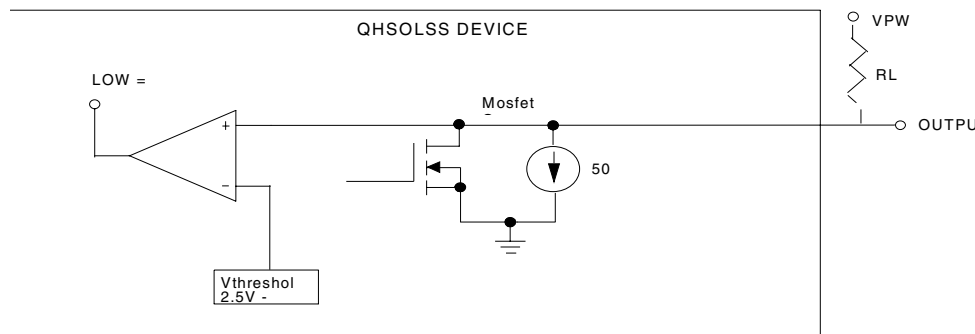 QHSOLSS DEVICE
VPW
RL
LOW =
Mosfet
-
+
OUTPU
50
-
Vthreshol
2.5V -